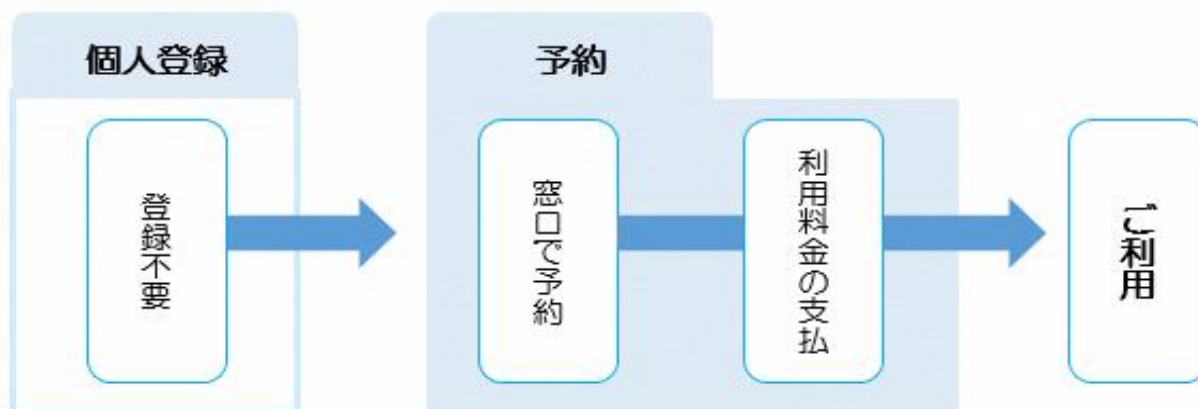 個人登録
登録不要
予約
窓口で予約
利用料金の支払
ご利用